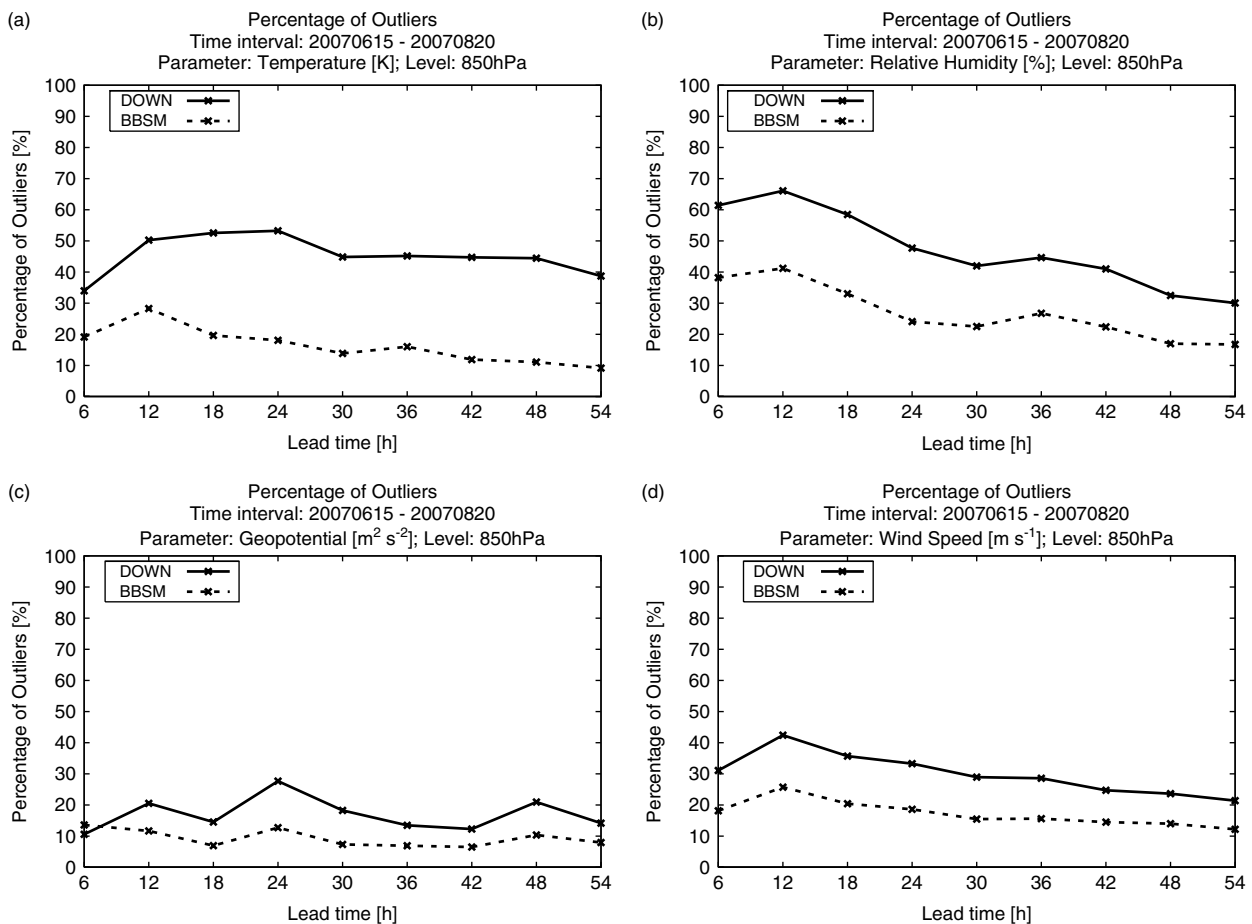 (a)
Percentage of Outliers
Time interval: 20070615 - 20070820
Parameter: Temperature [K]; Level: 850hPa
Percentage of Outliers [%]
100
90
80
70
60
50
40
30
20
10
0
DOWN
BBSM
6 12 18 24 30 36 42 48 54
Lead time [h]
(b)
Percentage of Outliers
Time interval: 20070615 - 20070820
Parameter: Relative Humidity [%]; Level: 850hPa
Percentage of Outliers [%]
100
90
80
70
60
50
40
30
20
10
0
DOWN
BBSM
6 12 18 24 30 36 42 48 54
Lead time [h]
(c)
Percentage of Outliers
Time interval: 20070615 - 20070820
Parameter: Geopotential [m² s⁻²]; Level: 850hPa
Percentage of Outliers [%]
100
90
80
70
60
50
40
30
20
10
0
DOWN
BBSM
6 12 18 24 30 36 42 48 54
Lead time [h]
(d)
Percentage of Outliers
Time interval: 20070615 - 20070820
Parameter: Wind Speed [m s⁻¹]; Level: 850hPa
Percentage of Outliers [%]
100
90
80
70
60
50
40
30
20
10
0
DOWN
BBSM
6 12 18 24 30 36 42 48 54
Lead time [h]